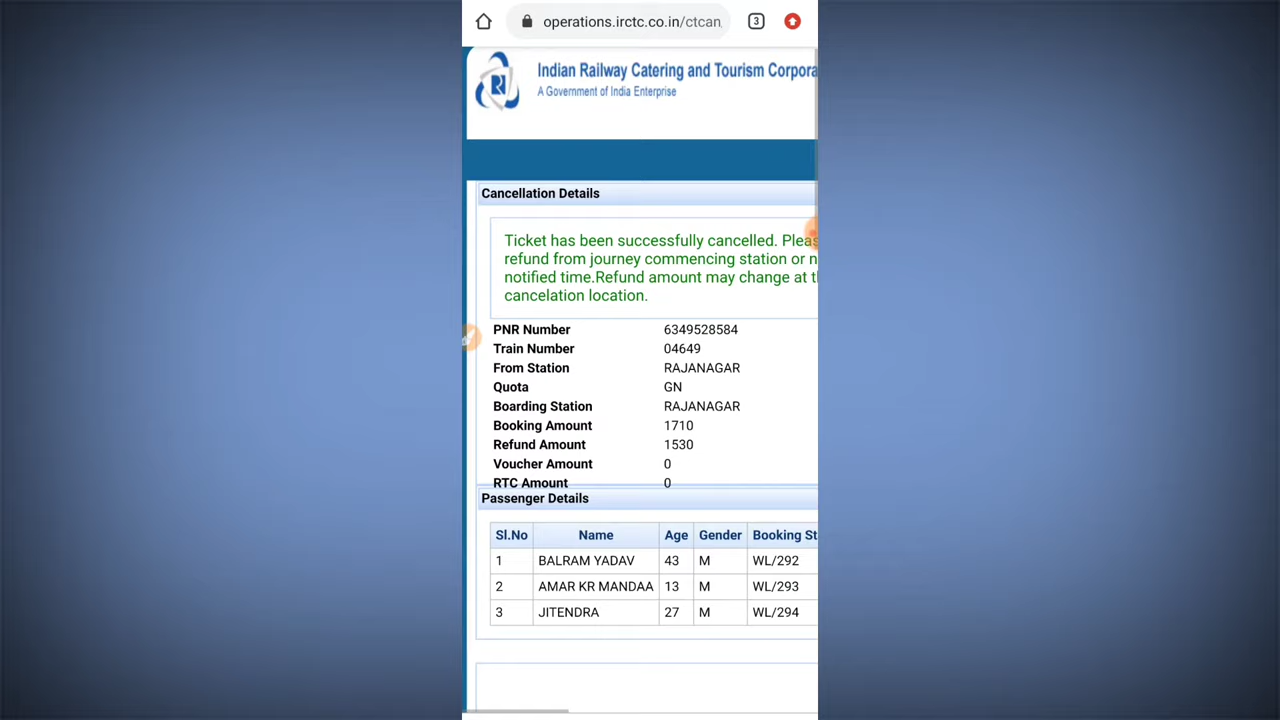 operations.irctc.co.in/ctcan
3
Indian Railway Catering and Tourism Corpora
A Government of India Enterprise
Cancellation Details
Ticket has been successfully cancelled. Pleas
refund from journey commencing station or n
notified time.Refund amount may change at th
cancelation location.
PNR Number 6349528584
Train Number 04649
From Station RAJANAGAR
Quota GN
Boarding Station RAJANAGAR
Booking Amount 1710
Refund Amount 1530
Voucher Amount 0
RTC Amount 0
Passenger Details
Sl.No Name Age Gender Booking St
1 BALRAM YADAV 43 M WL/292
2 AMAR KR MANDAA 13 M WL/293
3 JITENDRA 27 M WL/294